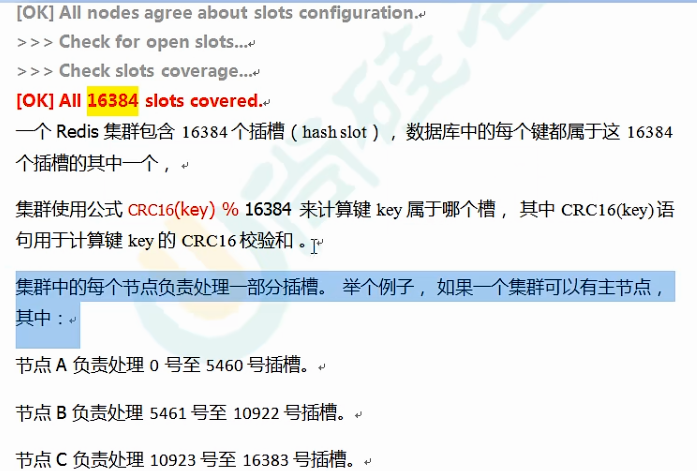 [OK] All nodes agree about slots configuration.
>>> Check for open slots...
>>> Check slots coverage...
[OK] All 16384 slots covered.
一个 Redis 集群包含 16384 个插槽（hash slot），数据库中的每个键都属于这 16384
个插槽的其中一个，
集群使用公式 CRC16(key) % 16384 来计算键 key 属于哪个槽， 其中 CRC16(key) 语
句用于计算键 key 的 CRC16 校验和 。
集群中的每个节点负责处理一部分插槽。 举个例子， 如果一个集群可以有主节点，
其中：
节点 A 负责处理 0 号至 5460 号插槽。
节点 B 负责处理 5461 号至 10922 号插槽。
节点 C 负责处理 10923 号至 16383 号插槽。